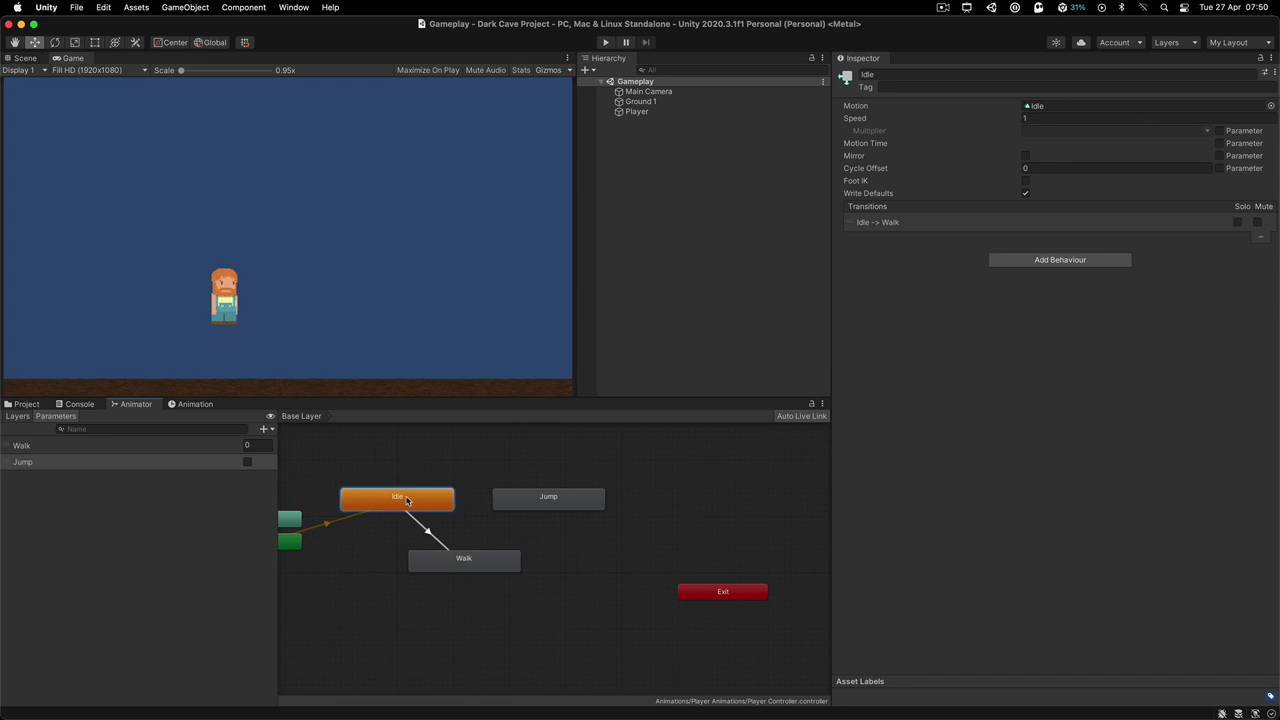 Unity File Edit Assets GameObject Component Window Help 31% Tue 27 Apr 07:50
Gameplay - Dark Cave Project - PC, Mac & Linux Standalone - Unity 2020.3.1f1 Personal (Personal) <Metal>
Center Global Account Layers My Layout
Scene Game
Display 1 Full HD (1920x1080) Scale 0.95x Maximize On Play Mute Audio Stats Gizmos
Hierarchy
All
Gameplay
Main Camera
Ground 1
Player
Inspector
Idle
Tag
Motion Idle
Speed 1
Multiplier Parameter
Motion Time Parameter
Mirror Parameter
Cycle Offset 0 Parameter
Foot IK
Write Defaults
Transitions Solo Mute
Idle -> Walk
Add Behaviour
Asset Labels
Project Console Animator Animation
Layers Parameters Base Layer Auto Live Link
Name
Walk 0
Jump
Idle
Jump
Walk
Exit
Animations/Player Animations/Player Controller.controller